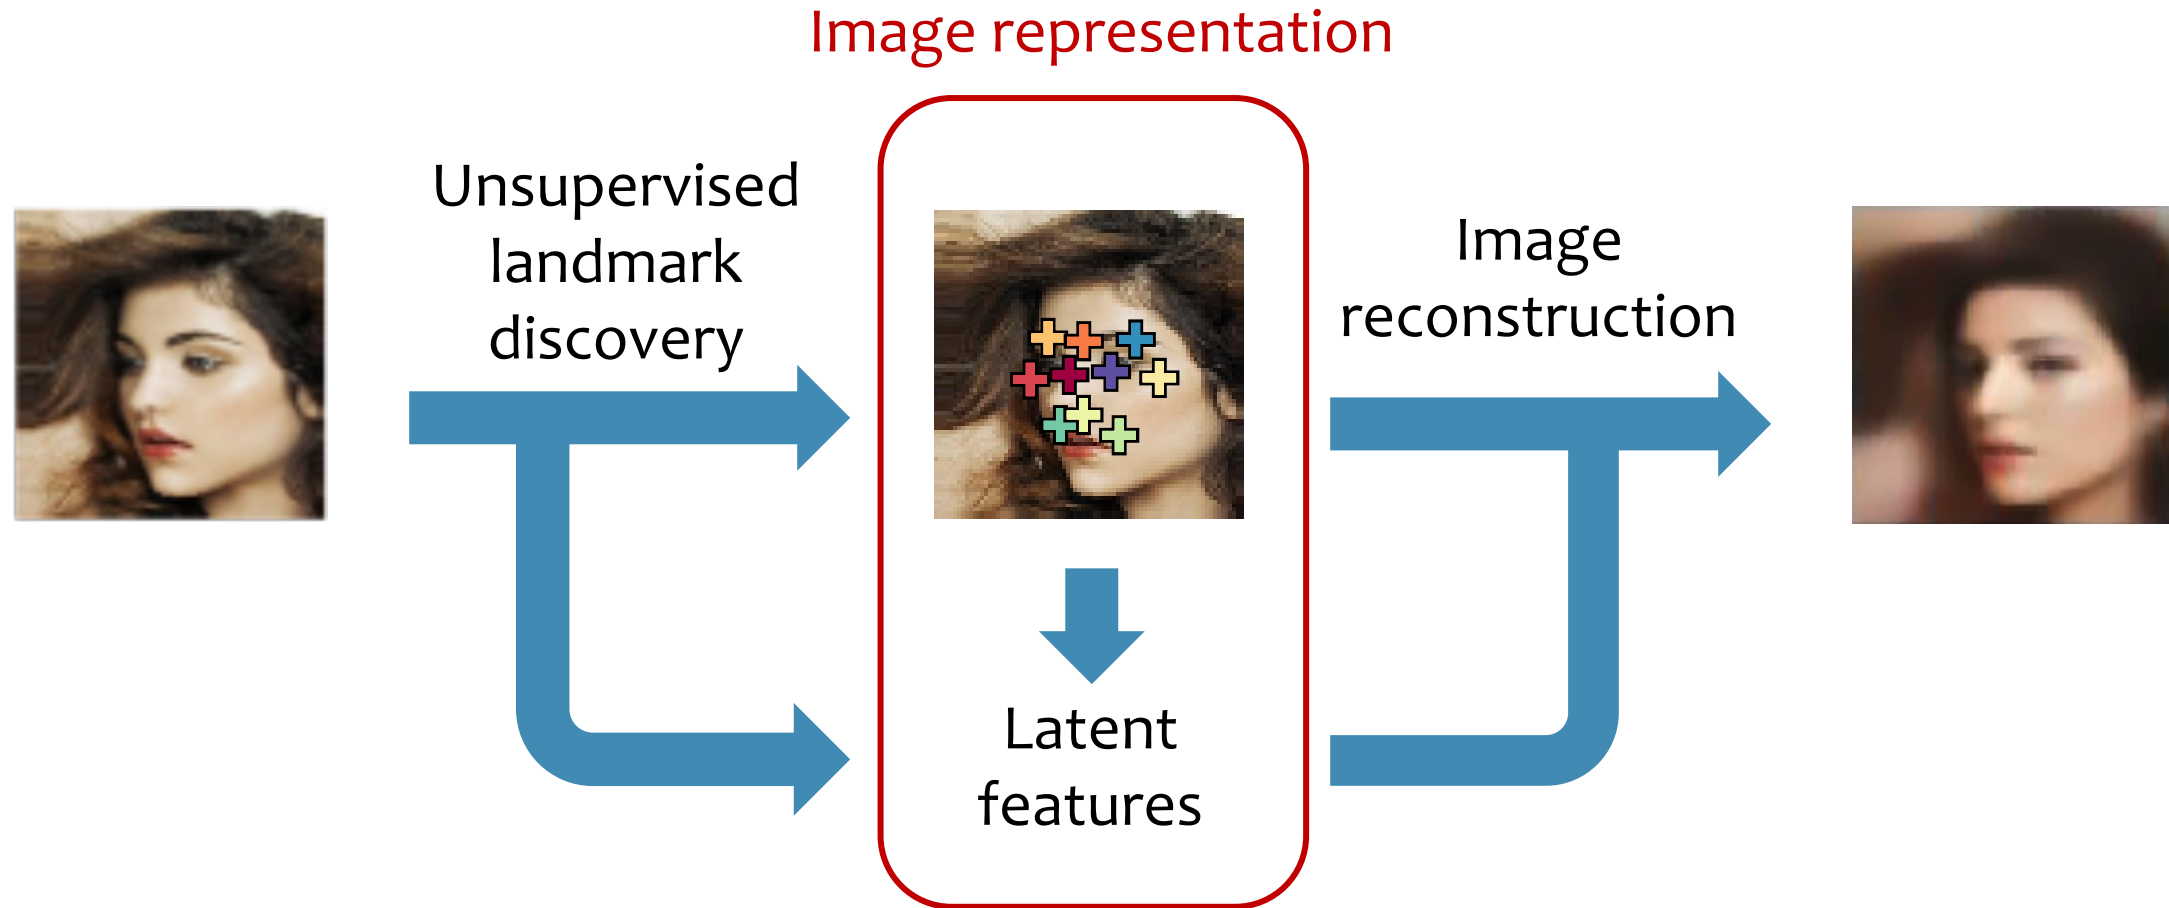 Image representation
Unsupervised
landmark
discovery
Image
reconstruction
Latent
features